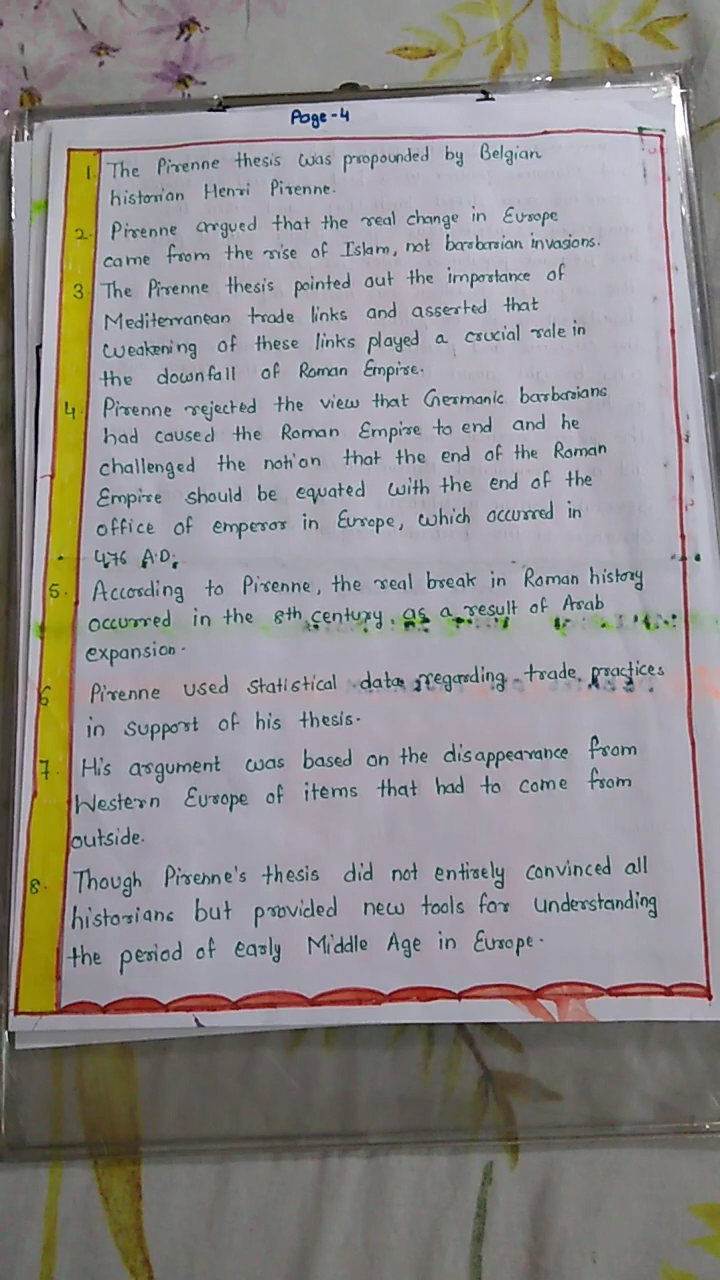 Page-4
1. The Pirenne thesis was propounded by Belgian
historian Henri Pirenne.
2. Pirenne argued that the real change in Europe
came from the rise of Islam, not barbarian invasions.
3. The Pirenne thesis pointed out the importance of
Mediterranean trade links and asserted that
weakening of these links played a crucial role in
the downfall of Roman Empire.
4. Pirenne rejected the view that Germanic barbarians
had caused the Roman Empire to end and he
challenged the notion that the end of the Roman
Empire should be equated with the end of the
office of emperor in Europe, which occurred in
476 A.D.
5. According to Pirenne, the real break in Roman history
occurred in the 8th century as a result of Arab
expansion.
6 Pirenne used statistical data regarding trade practices
in support of his thesis.
7. His argument was based on the disappearance from
Western Europe of items that had to come from
outside.
8. Though Pirenne's thesis did not entirely convinced all
historians but provided new tools for understanding
the period of early Middle Age in Europe.